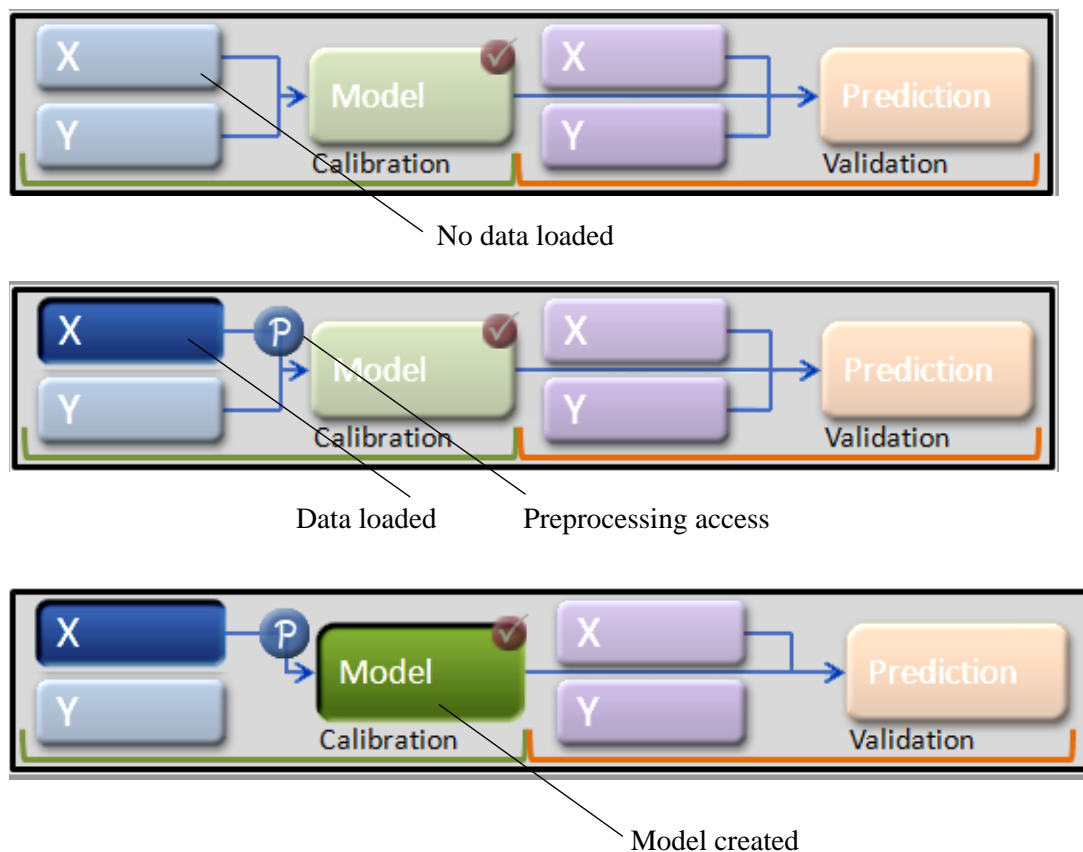 X
X
Model
Prediction
Y
Y
Calibration
Validation
No data loaded
X
P
X
Model
Prediction
Y
Y
Calibration
Validation
Data loaded
Preprocessing access
X
P
X
Model
Prediction
Y
Y
Calibration
Validation
Model created